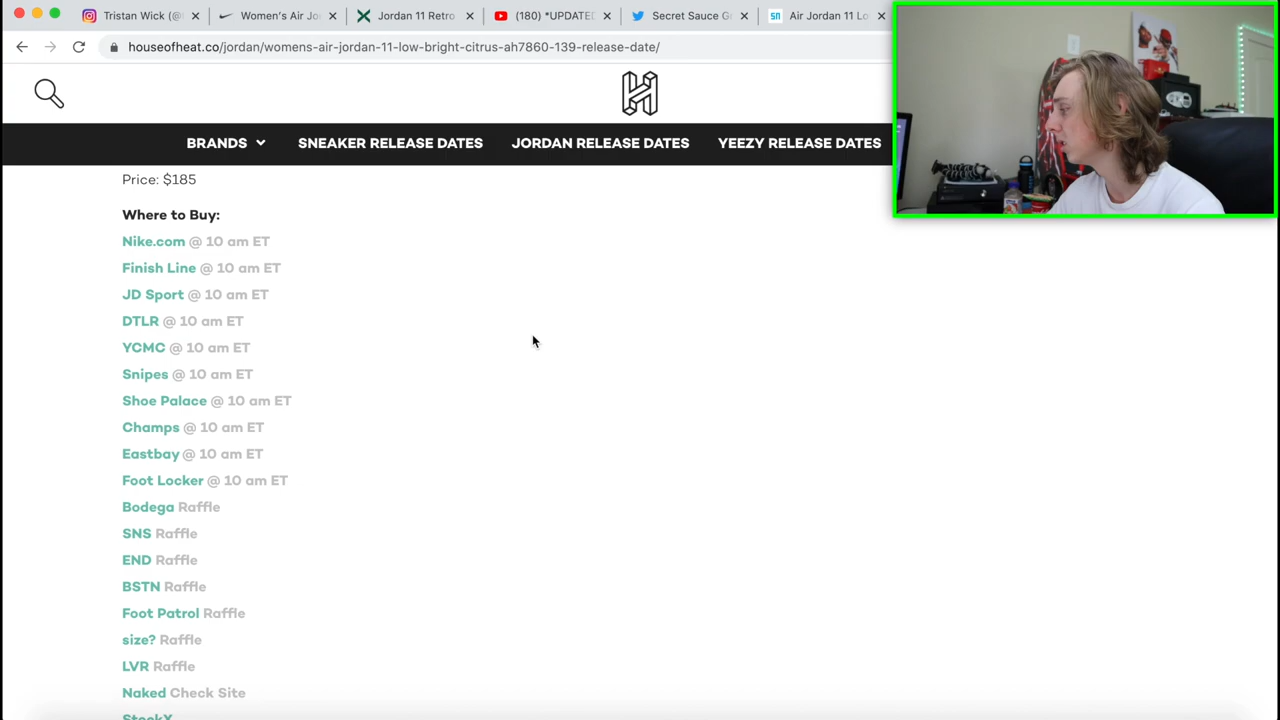 Tristan Wick (@
Women's Air Jo
Jordan 11 Retro
(180) *UPDATE
Secret Sauce G
Air Jordan 11 Lo
houseofheat.co/jordan/womens-air-jordan-11-low-bright-citrus-ah7860-139-release-date/
BRANDS SNEAKER RELEASE DATES JORDAN RELEASE DATES YEEZY RELEASE DATES
Price: $185
Where to Buy:
Nike.com @ 10 am ET
Finish Line @ 10 am ET
JD Sport @ 10 am ET
DTLR @ 10 am ET
YCMC @ 10 am ET
Snipes @ 10 am ET
Shoe Palace @ 10 am ET
Champs @ 10 am ET
Eastbay @ 10 am ET
Foot Locker @ 10 am ET
Bodega Raffle
SNS Raffle
END Raffle
BSTN Raffle
Foot Patrol Raffle
size? Raffle
LVR Raffle
Naked Check Site
StockX